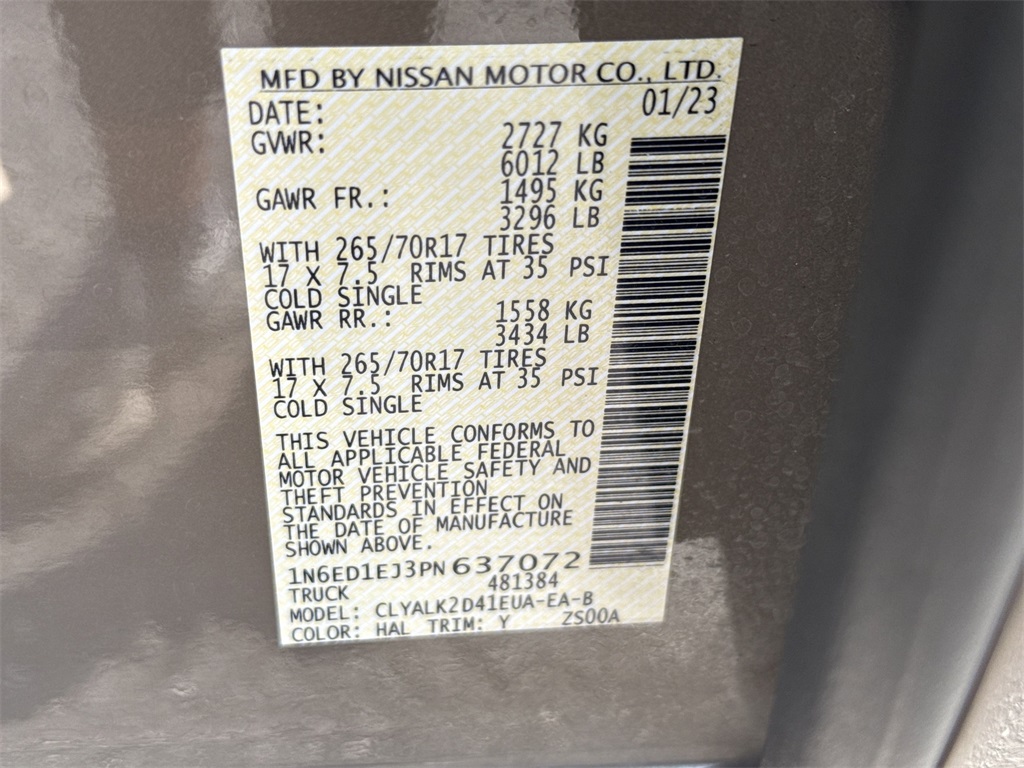 MFD BY NISSAN MOTOR CO., LTD.
DATE: 01/23
GVWR: 2727 KG
6012 LB
GAWR FR.: 1495 KG
3296 LB
WITH 265/70R17 TIRES
17 X 7.5 RIMS AT 35 PSI
COLD SINGLE
GAWR RR.: 1558 KG
3434 LB
WITH 265/70R17 TIRES
17 X 7.5 RIMS AT 35 PSI
COLD SINGLE
THIS VEHICLE CONFORMS TO
ALL APPLICABLE FEDERAL
MOTOR VEHICLE SAFETY AND
THEFT PREVENTION
STANDARDS IN EFFECT ON
THE DATE OF MANUFACTURE
SHOWN ABOVE.
1N6ED1EJ3PN637072
TRUCK 481384
MODEL: CLYALK2D41EUA-EA-B
COLOR: HAL TRIM: Y ZS00A